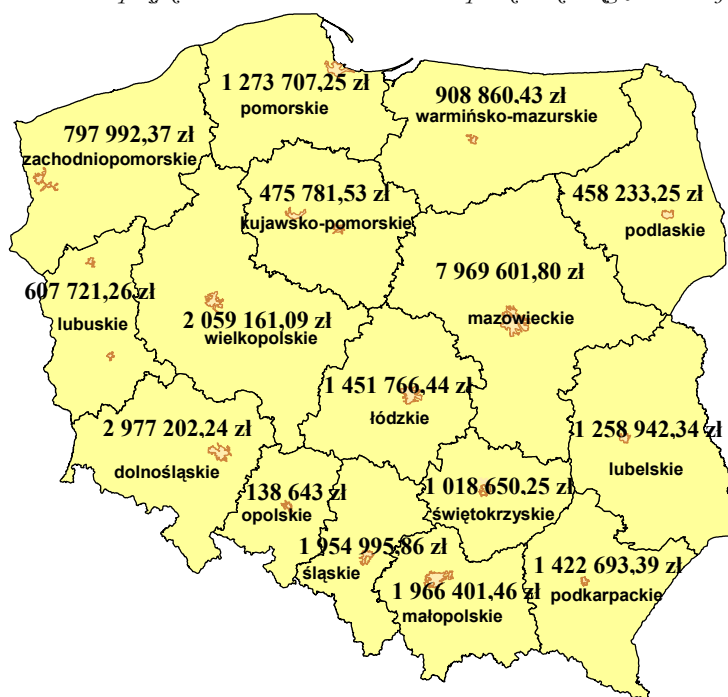 1 273 707,25 zł
pomorskie
908 860,43 zł
warmińsko-mazurskie
797 992,37 zł
zachodniopomorskie
475 781,53 zł
kujawsko-pomorskie
458 233,25 zł
podlaskie
7 969 601,80 zł
mazowieckie
607 721,26 zł
lubuskie
2 059 161,09 zł
wielkopolskie
1 451 766,44 zł
łódzkie
2 977 202,24 zł
dolnośląskie
1 258 942,34 zł
lubelskie
138 643 zł
opolskie
1 018 650,25 zł
świętokrzyskie
1 954 995,86 zł
śląskie
1 966 401,46 zł
małopolskie
1 422 693,39 zł
podkarpackie